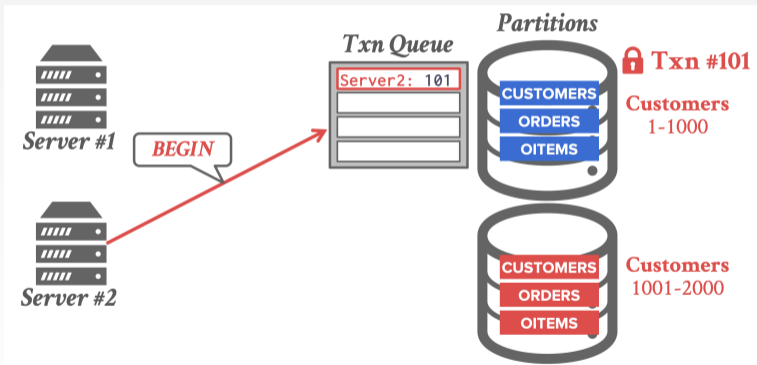 Partitions
Txn Queue
Txn #101
Server2: 101
CUSTOMERS
ORDERS
OITEMS
Customers
1-1000
Server #1
BEGIN
Server #2
CUSTOMERS
ORDERS
OITEMS
Customers
1001-2000